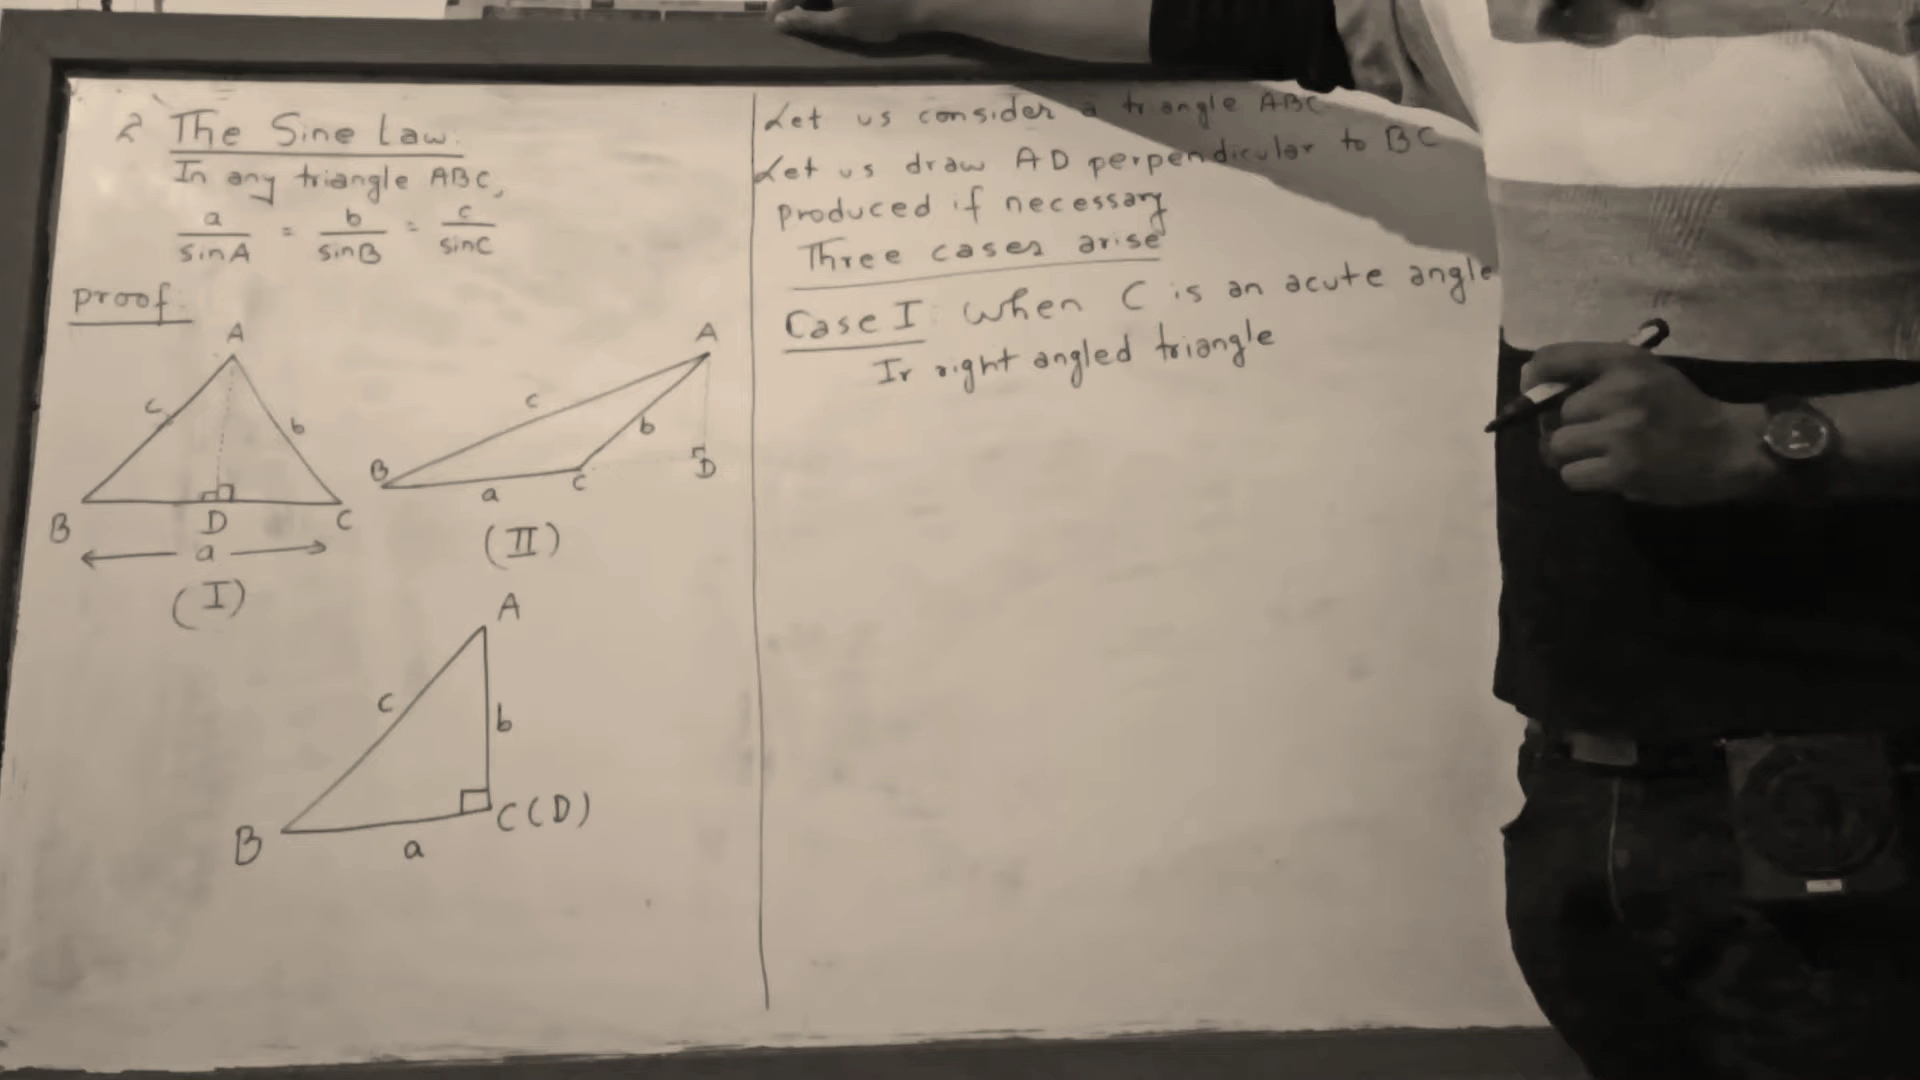 2 The Sine Law.
In any triangle ABC,
a/sinA = b/sinB = c/sinC
proof:
A
c
b
B
D
C
a
(I)
A
c
b
B
a
C
D
(II)
A
c
b
B
a
C(D)
Let us consider a triangle ABC
Let us draw AD perpendicular to BC
produced if necessary
Three cases arise
Case I: When C is an acute angle
In right angled triangle